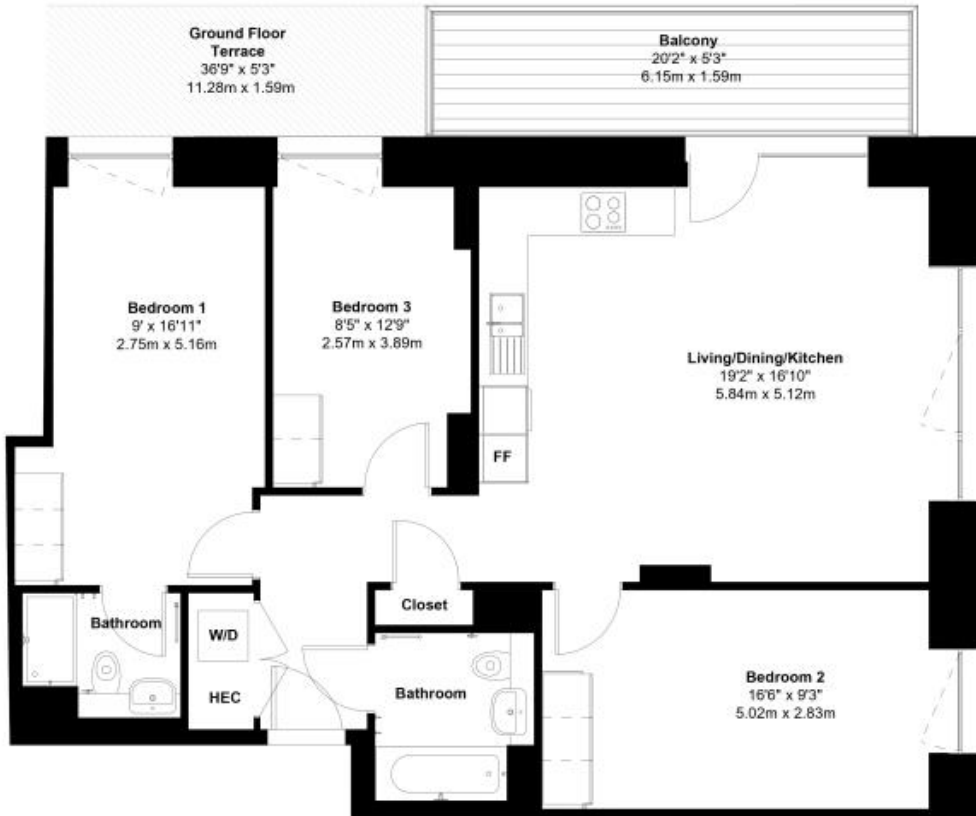 Ground Floor
Terrace
36'9" x 5'3"
11.28m x 1.59m
Balcony
20'2" x 5'3"
6.15m x 1.59m
Bedroom 1
9' x 16'11"
2.75m x 5.16m
Bedroom 3
8'5" x 12'9"
2.57m x 3.89m
Living/Dining/Kitchen
19'2" x 16'10"
5.84m x 5.12m
FF
Closet
Bathroom
W/D
HEC
Bathroom
Bedroom 2
16'6" x 9'3"
5.02m x 2.83m